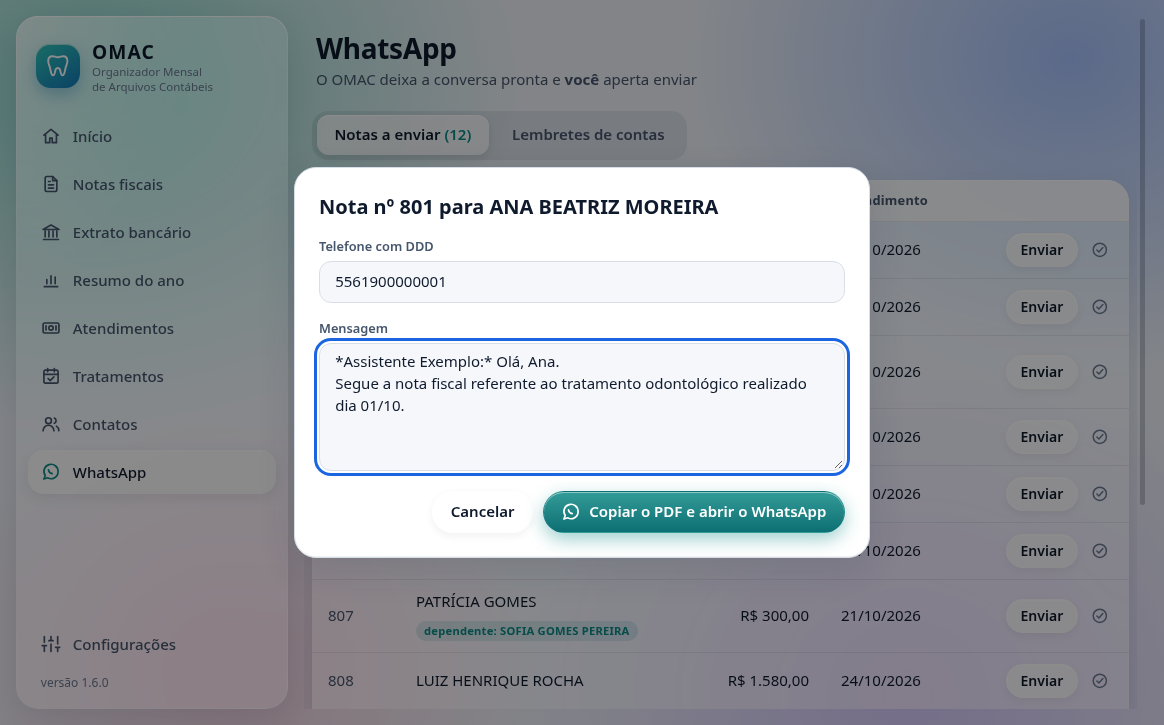 OMAC
Organizador Mensal
de Arquivos Contábeis
Início
Notas fiscais
Extrato bancário
Resumo do ano
Atendimentos
Tratamentos
Contatos
WhatsApp
Configurações
versão 1.6.0
WhatsApp
O OMAC deixa a conversa pronta e você aperta enviar
Notas a enviar (12)
Lembretes de contas
Nota nº 801 para ANA BEATRIZ MOREIRA
Telefone com DDD
5561900000001
Mensagem
*Assistente Exemplo:* Olá, Ana.
Segue a nota fiscal referente ao tratamento odontológico realizado
dia 01/10.
Cancelar
Copiar o PDF e abrir o WhatsApp
0/2026 Enviar
0/2026 Enviar
0/2026 Enviar
0/2026 Enviar
0/2026 Enviar
/10/2026 Enviar
807 PATRÍCIA GOMES R$ 300,00 21/10/2026 Enviar
dependente: SOFIA GOMES PEREIRA
808 LUIZ HENRIQUE ROCHA R$ 1.580,00 24/10/2026 Enviar